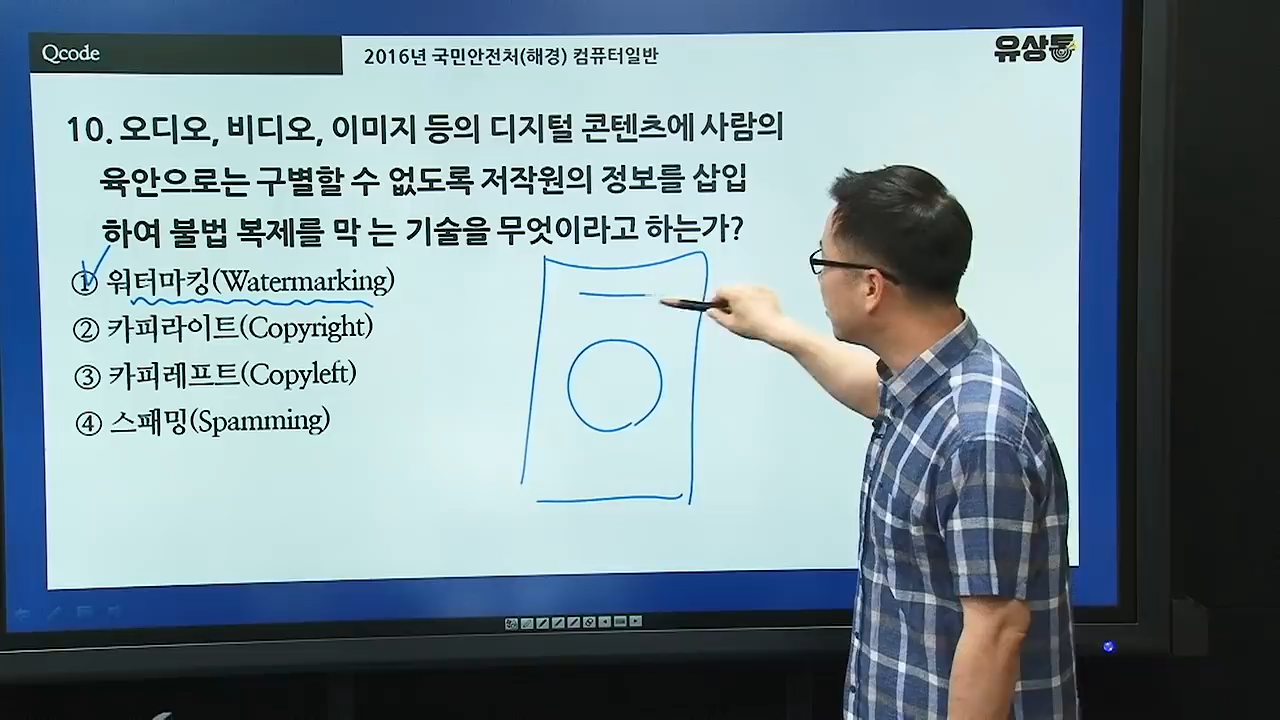 Qcode
2016년 국민안전처(해경) 컴퓨터일반
유상통
10. 오디오, 비디오, 이미지 등의 디지털 콘텐츠에 사람의
육안으로는 구별할 수 없도록 저작원의 정보를 삽입
하여 불법 복제를 막 는 기술을 무엇이라고 하는가?
① 워터마킹(Watermarking)
② 카피라이트(Copyright)
③ 카피레프트(Copyleft)
④ 스패밍(Spamming)